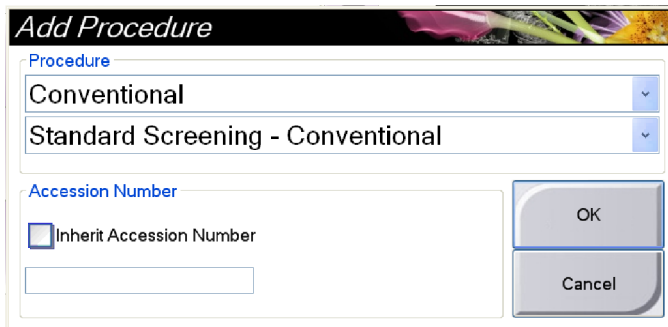 Add Procedure
Procedure
Conventional
Standard Screening - Conventional
Accession Number
Inherit Accession Number
OK
Cancel